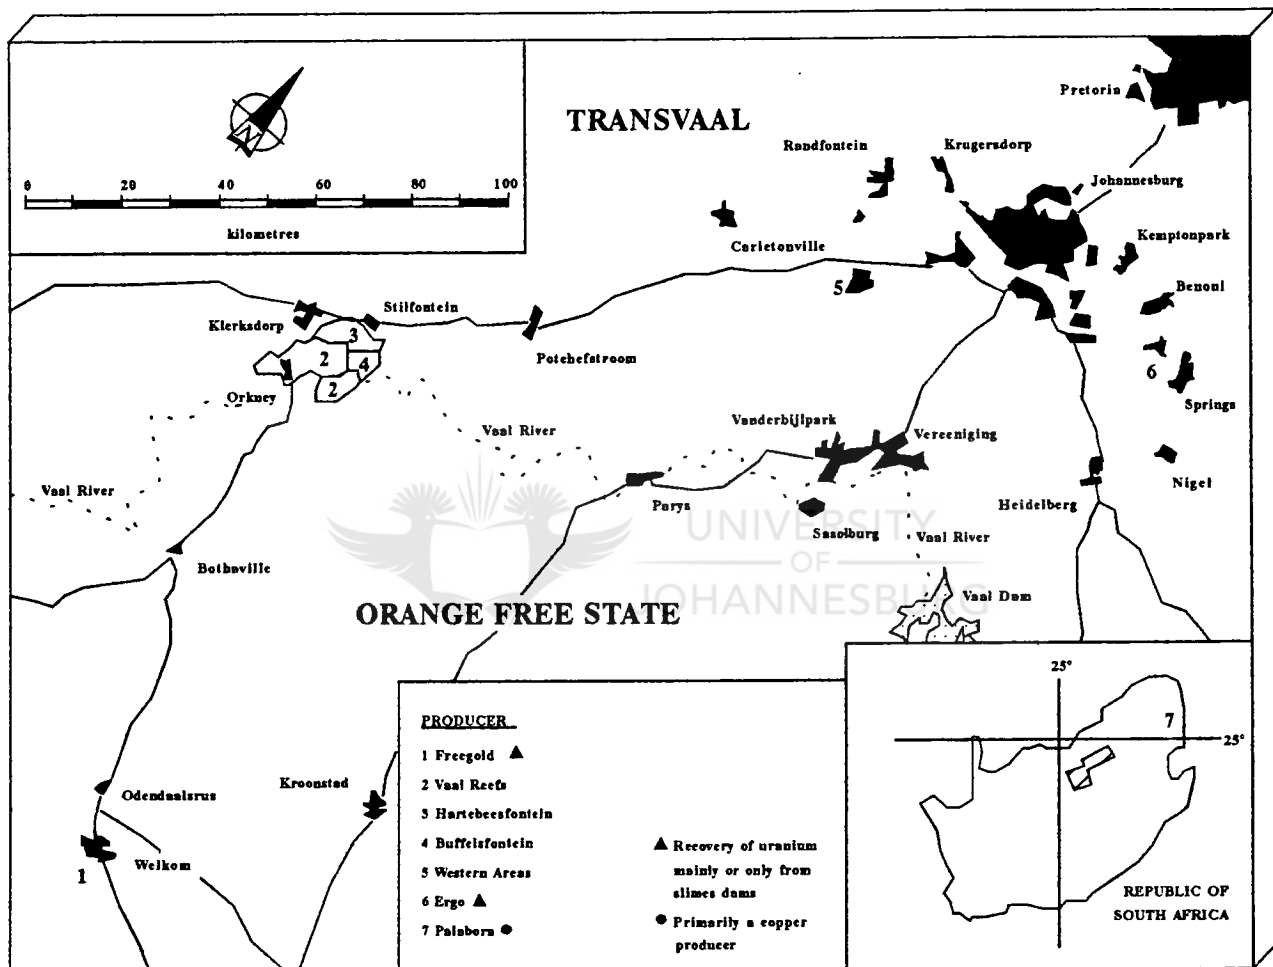 N
0 20 40 60 80 100
kilometres
TRANSVAAL
Pretoria
Randfontein
Krugersdorp
Johannesburg
Carletonville
Kemptonpark
5
Benoni
Klerksdorp
Stilfontein
3
2
4
2
Potchefstroom
6
Springs
Orkney
Vaal River
Vanderbijlpark
Vereeniging
Vaal River
Nigel
Parys
Heidelberg
Sasolburg
Vaal River
UNIVERSITY
OF
JOHANNESBURG
Bothaville
Vaal Dam
ORANGE FREE STATE
Odendaalsrus
Kroonstad
Welkom
1
PRODUCER
1 Freegold ▲
2 Vaal Reefs
3 Hartebeesfontein
4 Buffelsfontein
5 Western Areas
6 Ergo ▲
7 Palabora ●
▲ Recovery of uranium
mainly or only from
slimes dams
● Primarily a copper
producer
25°
7
25°
REPUBLIC OF
SOUTH AFRICA